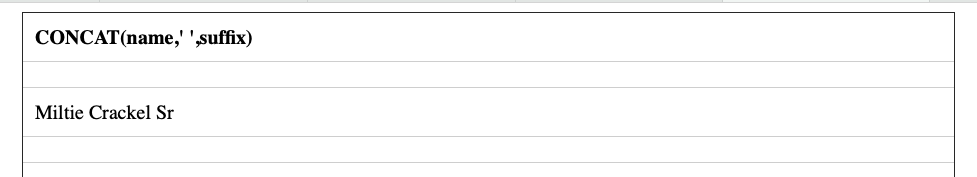 CONCAT(name,' ',suffix)
Miltie Crackel Sr